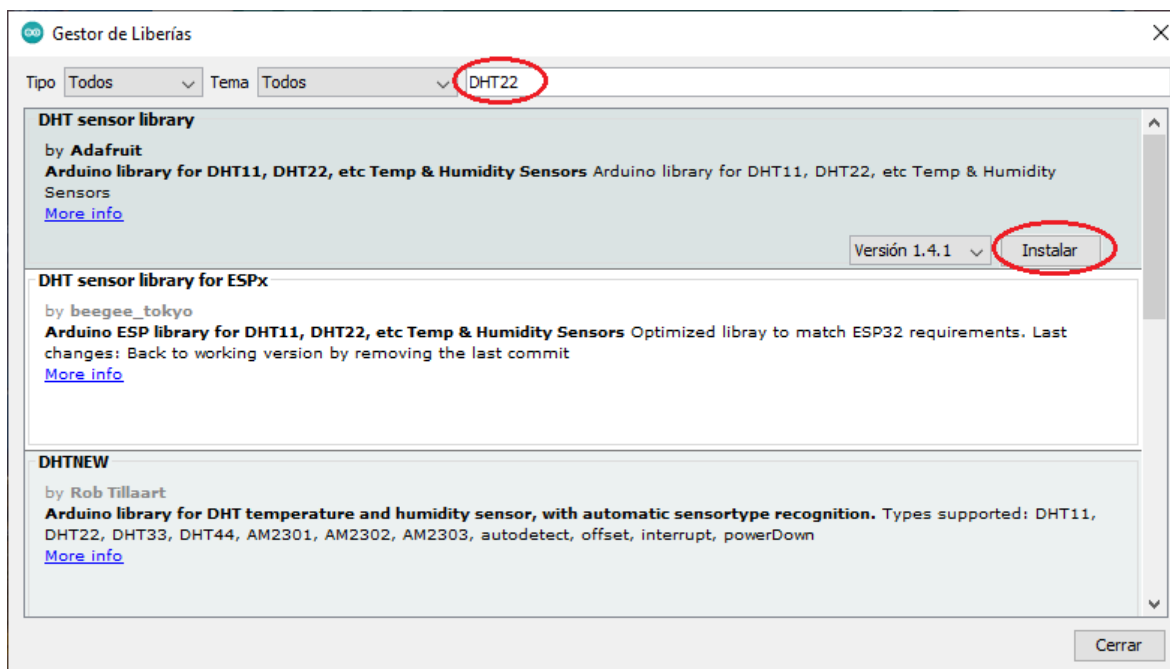 Gestor de Liberías
Tipo Todos Tema Todos DHT22
DHT sensor library
by Adafruit
Arduino library for DHT11, DHT22, etc Temp & Humidity Sensors Arduino library for DHT11, DHT22, etc Temp & Humidity
Sensors
More info
Versión 1.4.1 Instalar
DHT sensor library for ESPx
by beegee_tokyo
Arduino ESP library for DHT11, DHT22, etc Temp & Humidity Sensors Optimized libray to match ESP32 requirements. Last
changes: Back to working version by removing the last commit
More info
DHTNEW
by Rob Tillaart
Arduino library for DHT temperature and humidity sensor, with automatic sensortype recognition. Types supported: DHT11,
DHT22, DHT33, DHT44, AM2301, AM2302, AM2303, autodetect, offset, interrupt, powerDown
More info
Cerrar